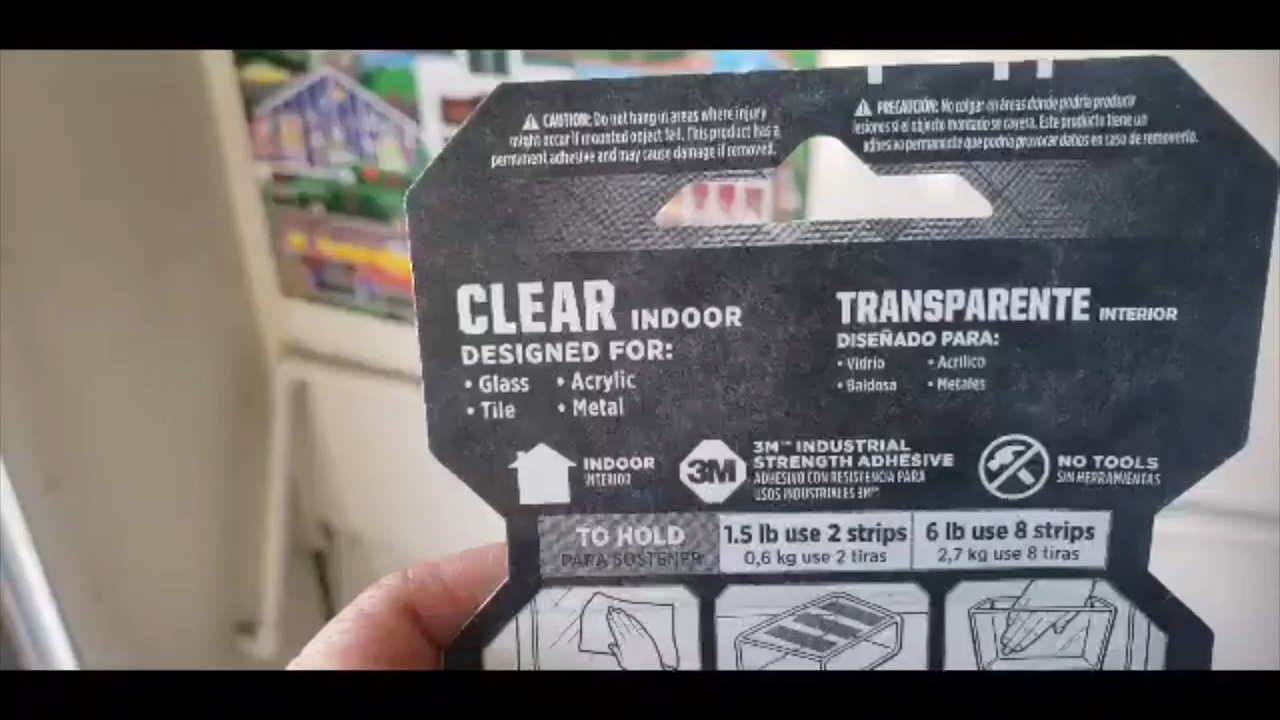 ⚠ CAUTION: Do not hang in areas where injury
might occur if mounted object fell. This product has a
permanent adhesive and may cause damage if removed.
⚠ PRECAUCIÓN: No colgar en áreas donde podría producir
lesiones si el objeto montado se cayera. Este producto tiene un
adhesivo permanente que podría provocar daños en caso de removerlo.
CLEAR INDOOR
DESIGNED FOR:
• Glass • Acrylic
• Tile • Metal
TRANSPARENTE INTERIOR
DISEÑADO PARA:
• Vidrio • Acrílico
• Baldosa • Metales
INDOOR
INTERIOR
3M
3M™ INDUSTRIAL
STRENGTH ADHESIVE
ADHESIVO CON RESISTENCIA PARA
USOS INDUSTRIALES 3M™
NO TOOLS
SIN HERRAMIENTAS
TO HOLD
PARA SOSTENER
1.5 lb use 2 strips
0,6 kg use 2 tiras
6 lb use 8 strips
2,7 kg use 8 tiras